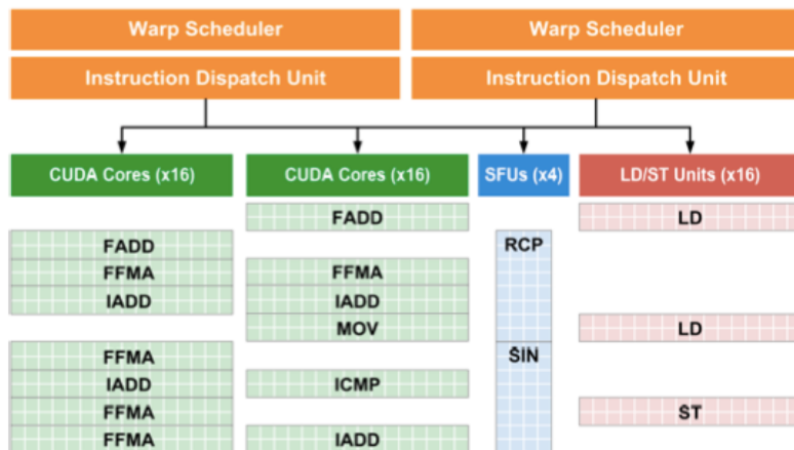 Warp Scheduler Warp Scheduler
Instruction Dispatch Unit Instruction Dispatch Unit
CUDA Cores (x16) CUDA Cores (x16) SFUs (x4) LD/ST Units (x16)
FADD LD
FADD RCP
FFMA FFMA
IADD IADD
MOV LD
FFMA SIN
IADD ICMP
FFMA ST
FFMA IADD